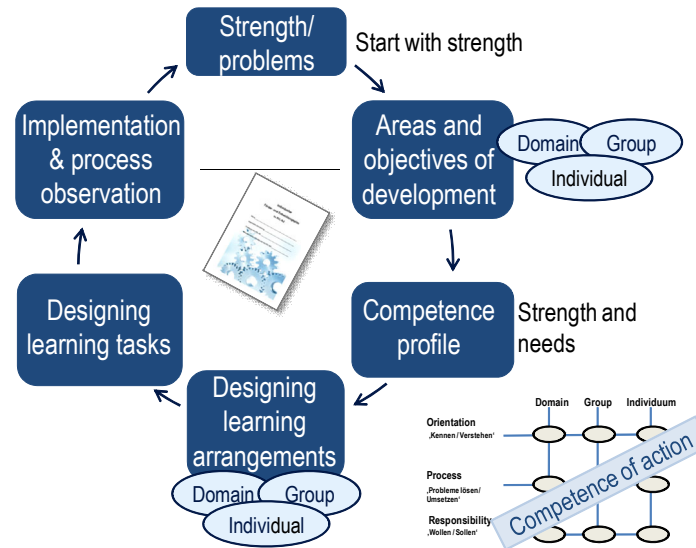 Strength/
problems
Start with strength
Areas and
objectives of
development
Domain
Group
Individual
Competence
profile
Strength and
needs
Designing
learning
arrangements
Domain
Group
Individual
Designing
learning tasks
Implementation
& process
observation
Domain
Group
Individuum
Orientation
‚Kennen / Verstehen‘
Process
‚Probleme lösen/
Umsetzen‘
Responsibility
‚Wollen / Sollen‘
Competence of action